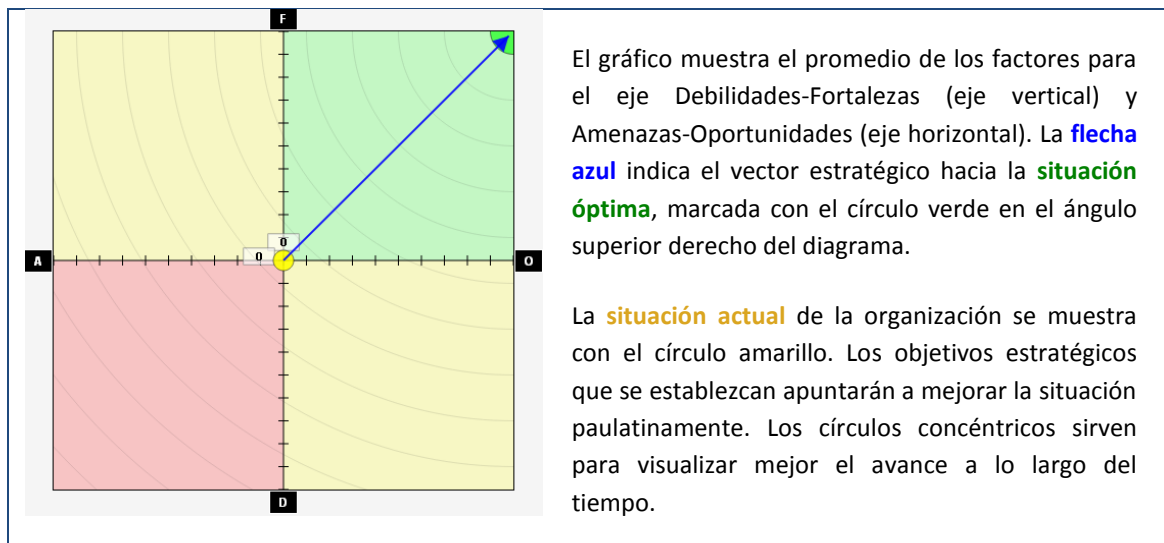 F
A
0
0
O
D
El gráfico muestra el promedio de los factores para
el eje Debilidades-Fortalezas (eje vertical) y
Amenazas-Oportunidades (eje horizontal). La flecha
azul indica el vector estratégico hacia la situación
óptima, marcada con el círculo verde en el ángulo
superior derecho del diagrama.
La situación actual de la organización se muestra
con el círculo amarillo. Los objetivos estratégicos
que se establezcan apuntarán a mejorar la situación
paulatinamente. Los círculos concéntricos sirven
para visualizar mejor el avance a lo largo del
tiempo.